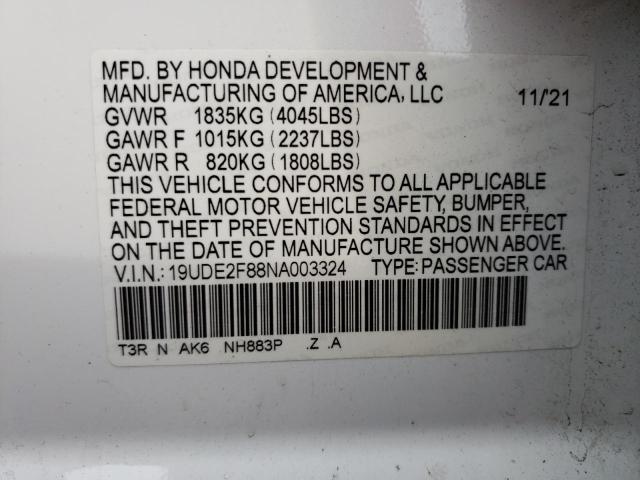 MFD. BY HONDA DEVELOPMENT &
MANUFACTURING OF AMERICA, LLC 11/21
GVWR 1835KG (4045LBS)
GAWR F 1015KG (2237LBS)
GAWR R 820KG (1808LBS)
THIS VEHICLE CONFORMS TO ALL APPLICABLE
FEDERAL MOTOR VEHICLE SAFETY, BUMPER,
AND THEFT PREVENTION STANDARDS IN EFFECT
ON THE DATE OF MANUFACTURE SHOWN ABOVE.
V.I.N.: 19UDE2F88NA003324 TYPE: PASSENGER CAR
T3R N AK6 NH883P .Z .A